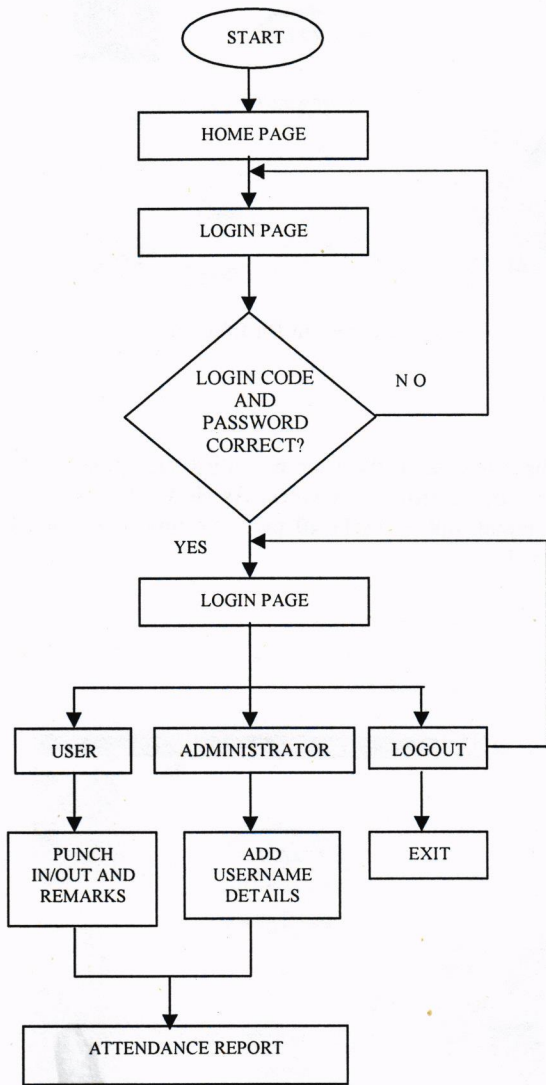 START
HOME PAGE
LOGIN PAGE
LOGIN CODE
AND
PASSWORD
CORRECT?
N O
YES
LOGIN PAGE
USER
ADMINISTRATOR
LOGOUT
PUNCH
IN/OUT AND
REMARKS
ADD
USERNAME
DETAILS
EXIT
ATTENDANCE REPORT